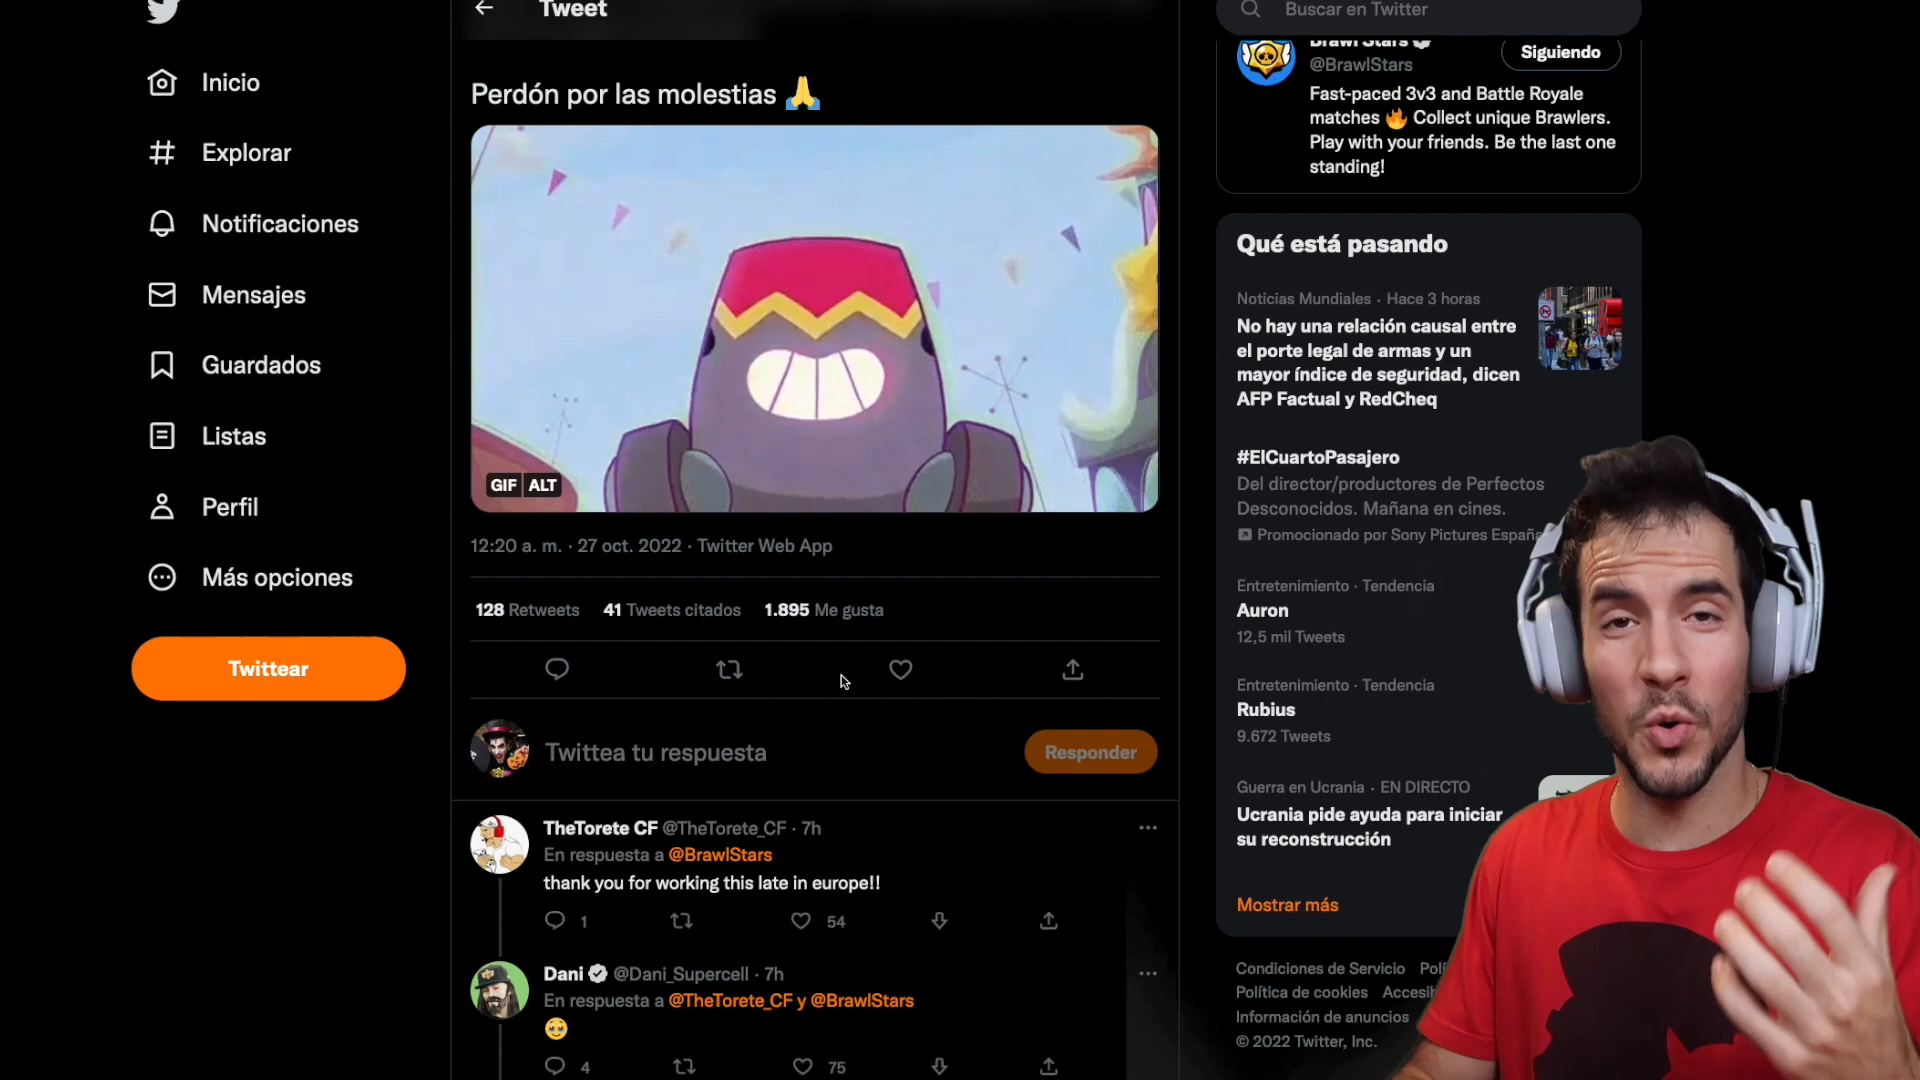 Tweet
Buscar en Twitter
Inicio
Explorar
Notificaciones
Mensajes
Guardados
Listas
Perfil
Más opciones
Twittear
Perdón por las molestias 🙏
GIF ALT
12:20 a. m. · 27 oct. 2022 · Twitter Web App
128 Retweets 41 Tweets citados 1.895 Me gusta
Twittea tu respuesta
Responder
TheTorete CF @TheTorete_CF · 7h
En respuesta a @BrawlStars
thank you for working this late in europe!!
1 54
Dani @Dani_Supercell · 7h
En respuesta a @TheTorete_CF y @BrawlStars
🥹
4 75
Brawl Stars
@BrawlStars
Siguiendo
Fast-paced 3v3 and Battle Royale
matches 🔥 Collect unique Brawlers.
Play with your friends. Be the last one
standing!
Qué está pasando
Noticias Mundiales · Hace 3 horas
No hay una relación causal entre
el porte legal de armas y un
mayor índice de seguridad, dicen
AFP Factual y RedCheq
#ElCuartoPasajero
Del director/productores de Perfectos
Desconocidos. Mañana en cines.
Promocionado por Sony Pictures España
Entretenimiento · Tendencia
Auron
12,5 mil Tweets
Entretenimiento · Tendencia
Rubius
9.672 Tweets
Guerra en Ucrania · EN DIRECTO
Ucrania pide ayuda para iniciar
su reconstrucción
Mostrar más
Condiciones de Servicio
Política de cookies
Información de anuncios
© 2022 Twitter, Inc.